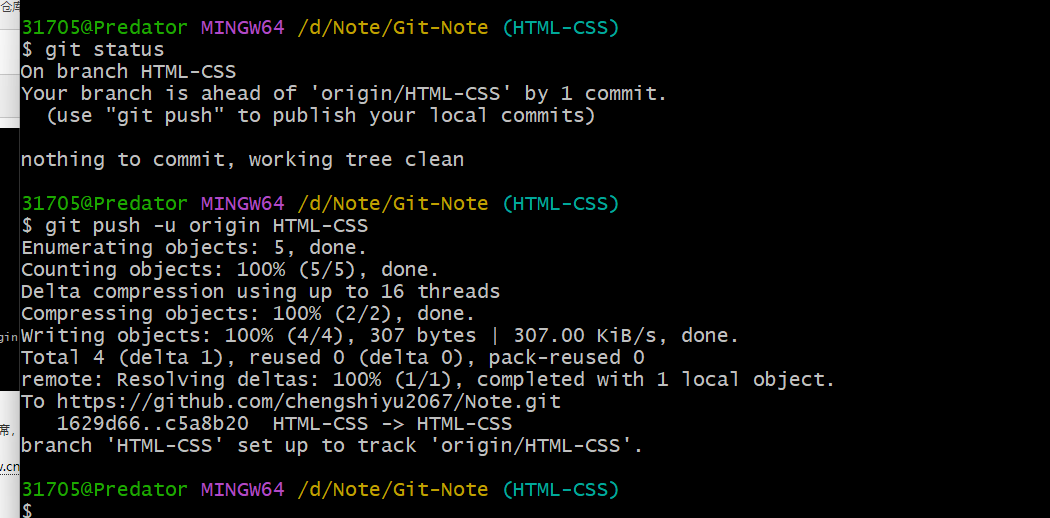 仓库
31705@Predator MINGW64 /d/Note/Git-Note (HTML-CSS)
$ git status
On branch HTML-CSS
Your branch is ahead of 'origin/HTML-CSS' by 1 commit.
  (use "git push" to publish your local commits)
nothing to commit, working tree clean
31705@Predator MINGW64 /d/Note/Git-Note (HTML-CSS)
$ git push -u origin HTML-CSS
Enumerating objects: 5, done.
Counting objects: 100% (5/5), done.
Delta compression using up to 16 threads
Compressing objects: 100% (2/2), done.
Writing objects: 100% (4/4), 307 bytes | 307.00 KiB/s, done.
gin
Total 4 (delta 1), reused 0 (delta 0), pack-reused 0
remote: Resolving deltas: 100% (1/1), completed with 1 local object.
To https://github.com/chengshiyu2067/Note.git
   1629d66..c5a8b20  HTML-CSS -> HTML-CSS
席,
branch 'HTML-CSS' set up to track 'origin/HTML-CSS'.
w.cn
31705@Predator MINGW64 /d/Note/Git-Note (HTML-CSS)
$